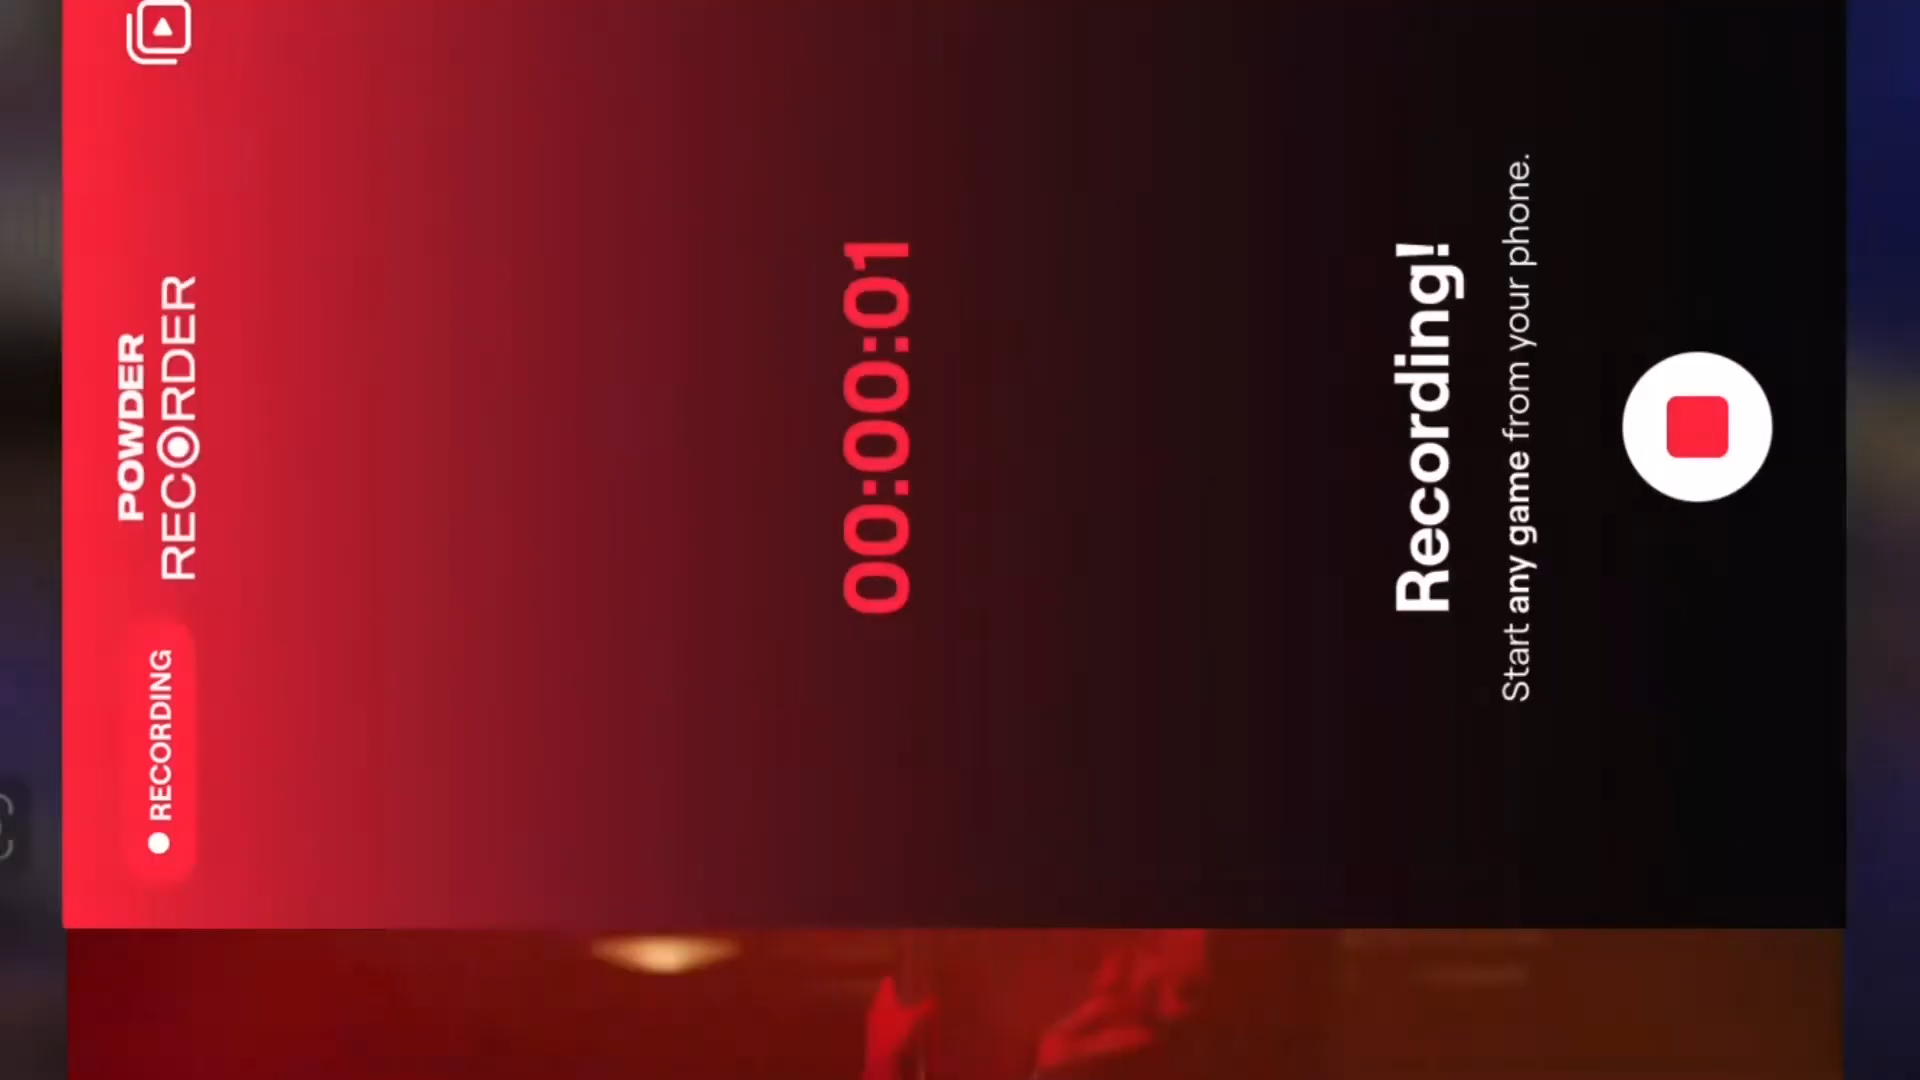 ● RECORDING
POWDER
RECORDER
00:00:01
Recording!
Start any game from your phone.